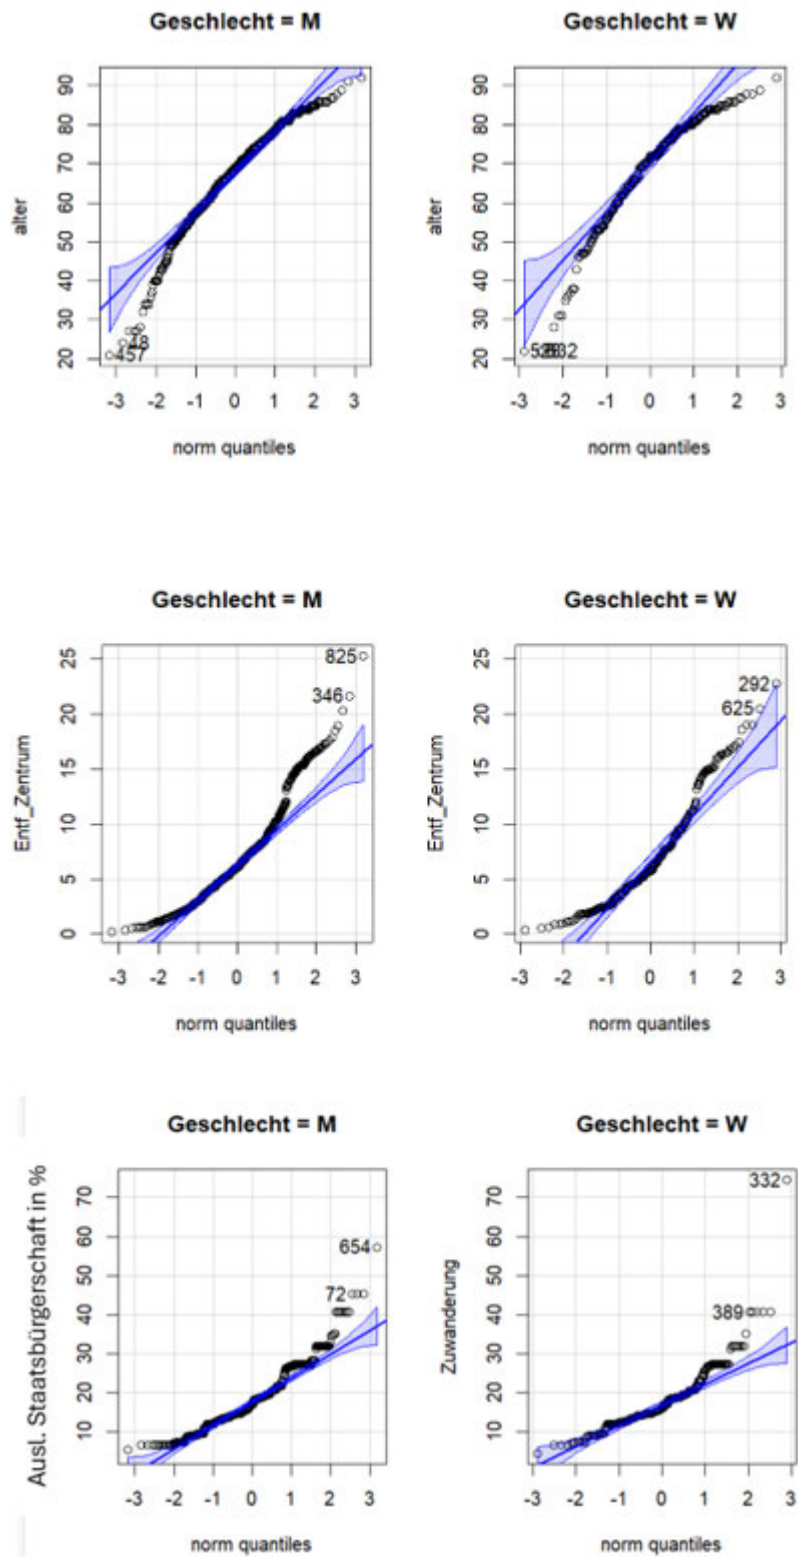 Geschlecht = M
Geschlecht = W
alter
90
80
70
60
50
40
30
20
48
457
-3 -2 -1 0 1 2 3
norm quantiles
alter
90
80
70
60
50
40
30
20
-3 -2 -1 0 1 2 3
norm quantiles
Geschlecht = M
Geschlecht = W
Entf_Zentrum
25
20
15
10
5
0
825
346
-3 -2 -1 0 1 2 3
norm quantiles
Entf_Zentrum
25
20
15
10
5
0
292
625
-3 -2 -1 0 1 2 3
norm quantiles
Geschlecht = M
Geschlecht = W
Ausl. Staatsbürgerschaft in %
70
60
50
40
30
20
10
654
72
-3 -2 -1 0 1 2 3
norm quantiles
Zuwanderung
70
60
50
40
30
20
10
332
389
-3 -2 -1 0 1 2 3
norm quantiles